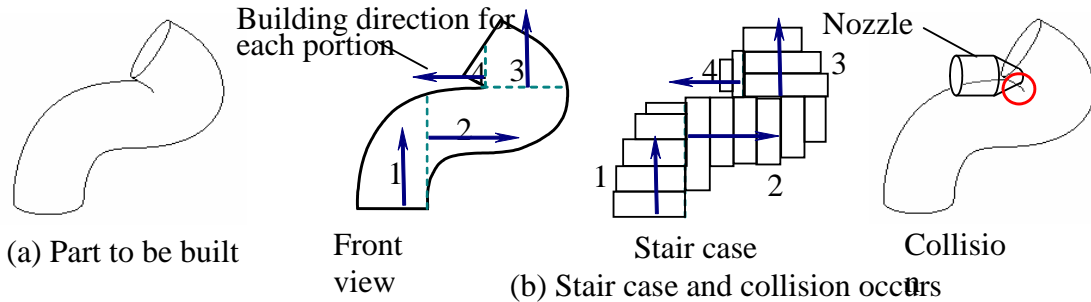 Building direction for
each portion
4
3
2
1
(a) Part to be built
Front
view
4
3
1
2
Stair case
Nozzle
Collisio
n
(b) Stair case and collision occurs